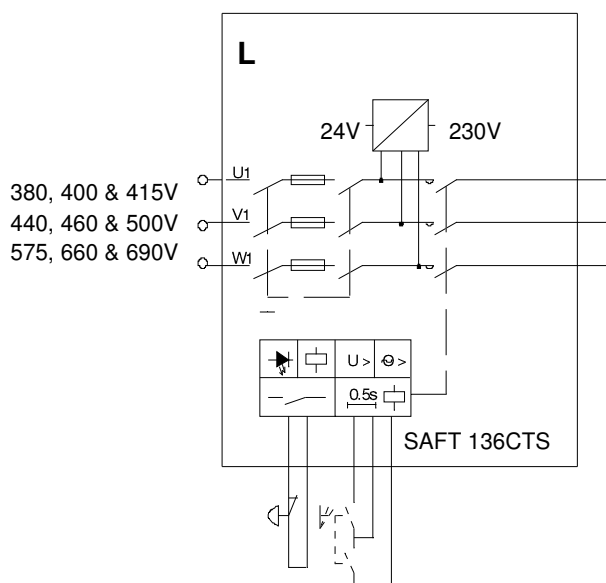 L
24V
230V
U1
380, 400 & 415V
V1
440, 460 & 500V
575, 660 & 690V
W1
U >
>
0.5s
SAFT 136CTS